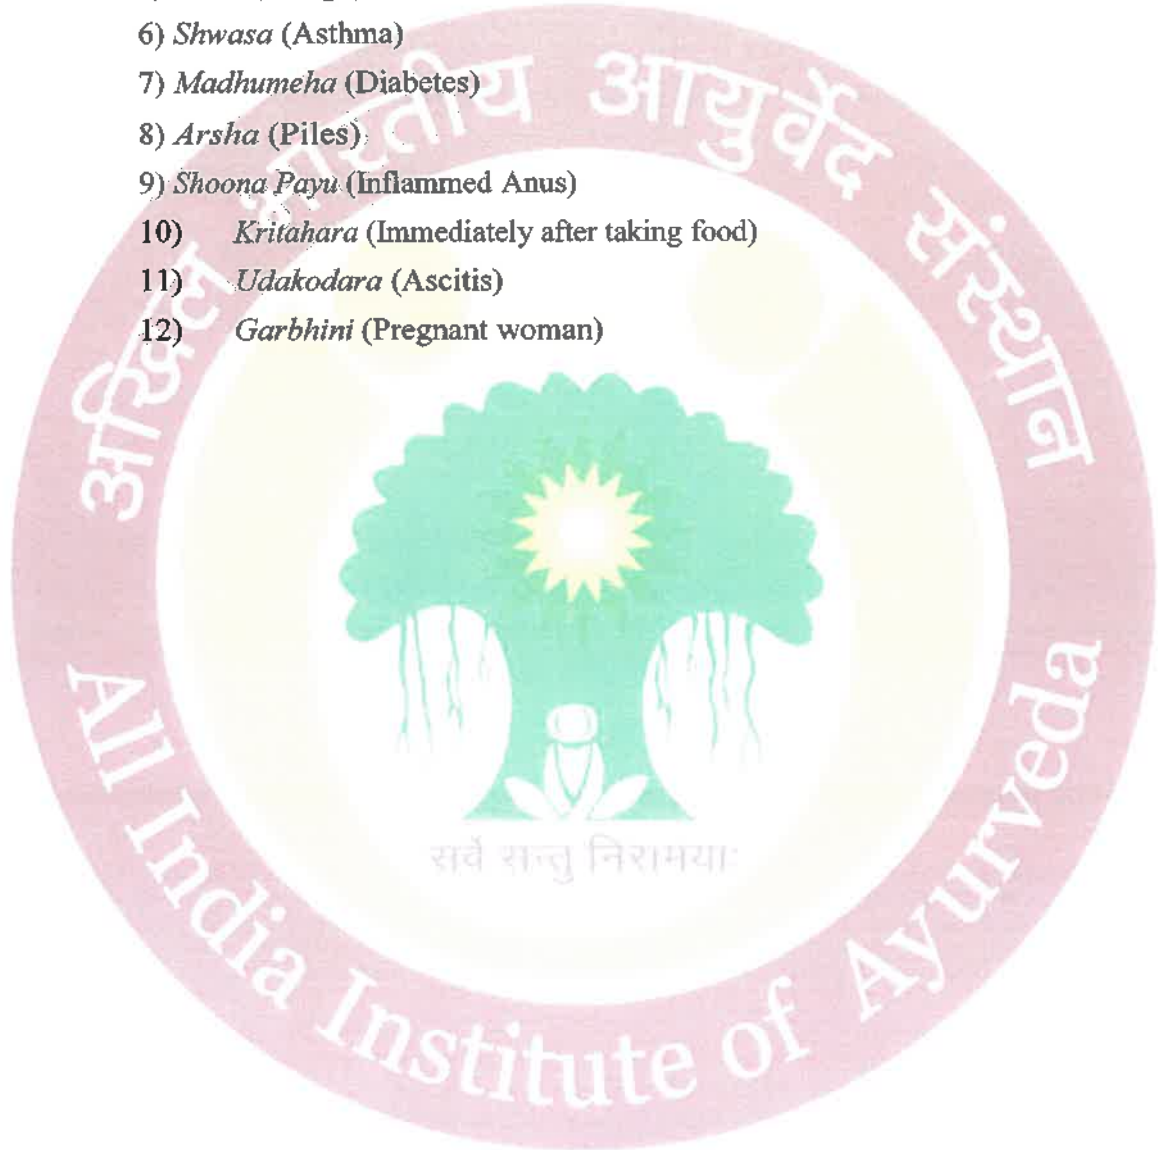 6) Shwasa (Asthma)
7) Madhumeha (Diabetes)
8) Arsha (Piles)
9) Shoona Payu (Inflammed Anus)
10) Kritahara (Immediately after taking food)
11) Udakodara (Ascitis)
12) Garbhini (Pregnant woman)
अखिल भारतीय आयुर्वेद संस्थान
सर्वे सन्तु निरामयाः
All India Institute of Ayurveda